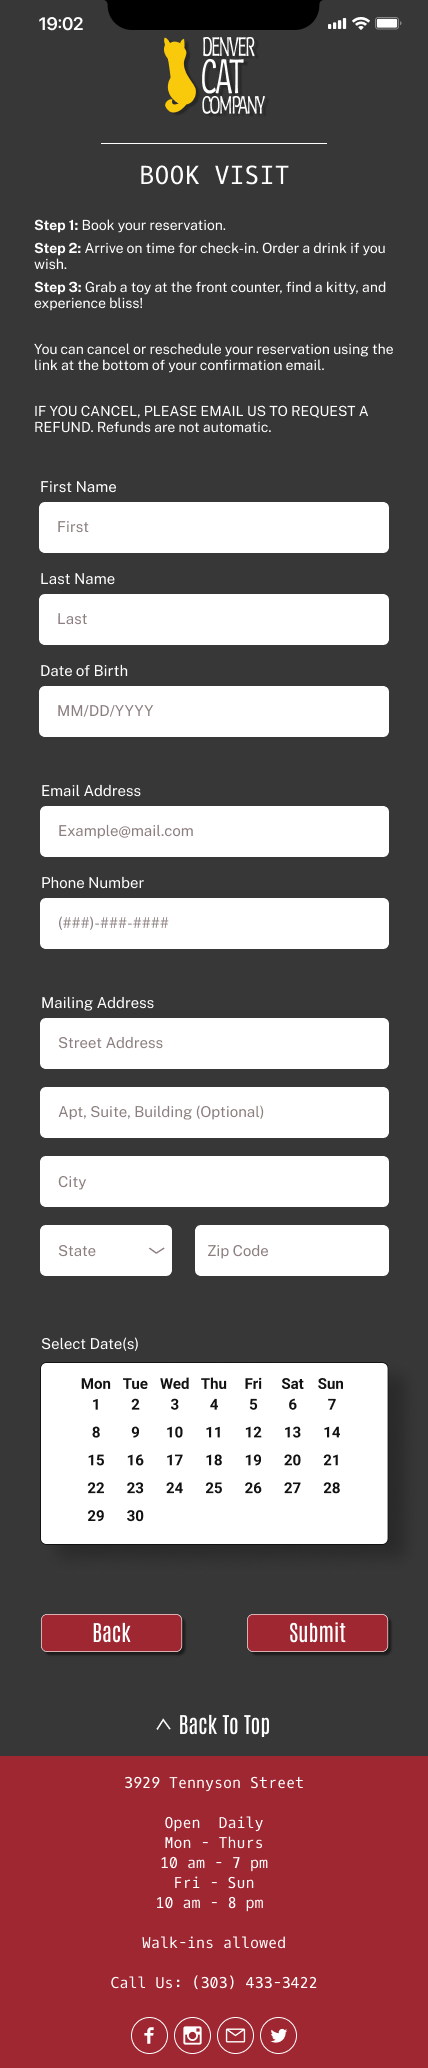 19:02
DENVER
CAT
COMPANY
BOOK VISIT
Step 1: Book your reservation.
Step 2: Arrive on time for check-in. Order a drink if you
wish.
Step 3: Grab a toy at the front counter, find a kitty, and
experience bliss!
You can cancel or reschedule your reservation using the
link at the bottom of your confirmation email.
IF YOU CANCEL, PLEASE EMAIL US TO REQUEST A
REFUND. Refunds are not automatic.
First Name
First
Last Name
Last
Date of Birth
MM/DD/YYYY
Email Address
Example@mail.com
Phone Number
(###)-###-####
Mailing Address
Street Address
Apt, Suite, Building (Optional)
City
State Zip Code
Select Date(s)
Mon Tue Wed Thu Fri Sat Sun
1 2 3 4 5 6 7
8 9 10 11 12 13 14
15 16 17 18 19 20 21
22 23 24 25 26 27 28
29 30
Back Submit
Back To Top
3929 Tennyson Street
Open Daily
Mon - Thurs
10 am - 7 pm
Fri - Sun
10 am - 8 pm
Walk-ins allowed
Call Us: (303) 433-3422